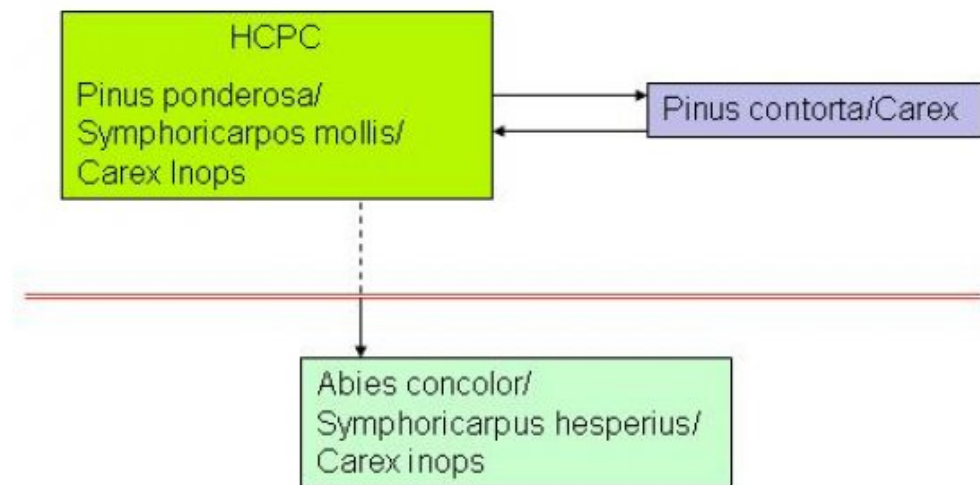 HCPC
Pinus ponderosa/
Symphoricarpos mollis/
Carex Inops
Pinus contorta/Carex
Abies concolor/
Symphoricarpus hesperius/
Carex inops